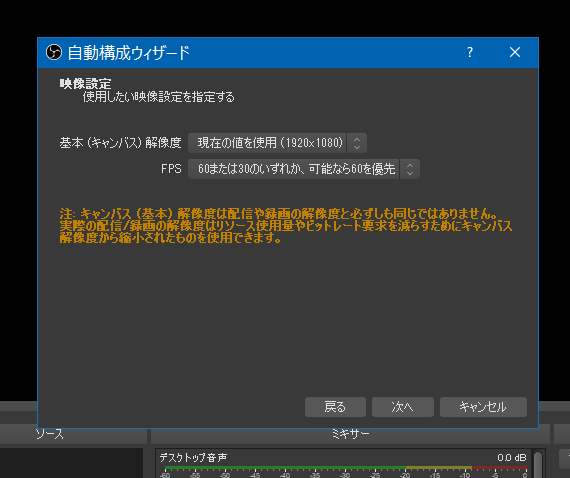 自動構成ウィザード
?
×
映像設定
使用したい映像設定を指定する
基本 (キャンバス) 解像度
現在の値を使用 (1920x1080)
FPS
60または30のいずれか、可能なら60を優先
注: キャンバス (基本) 解像度は配信や録画の解像度と必ずしも同じではありません。
実際の配信/録画の解像度はリソース使用量やビットレート要求を減らすためにキャンバス
解像度から縮小されたものを使用できます。
戻る
次へ
キャンセル
ソース
ミキサー
デスクトップ音声
0.0 dB
-60 -55 -50 -45 -40 -35 -30 -25 -20 -15 -10 -5 0